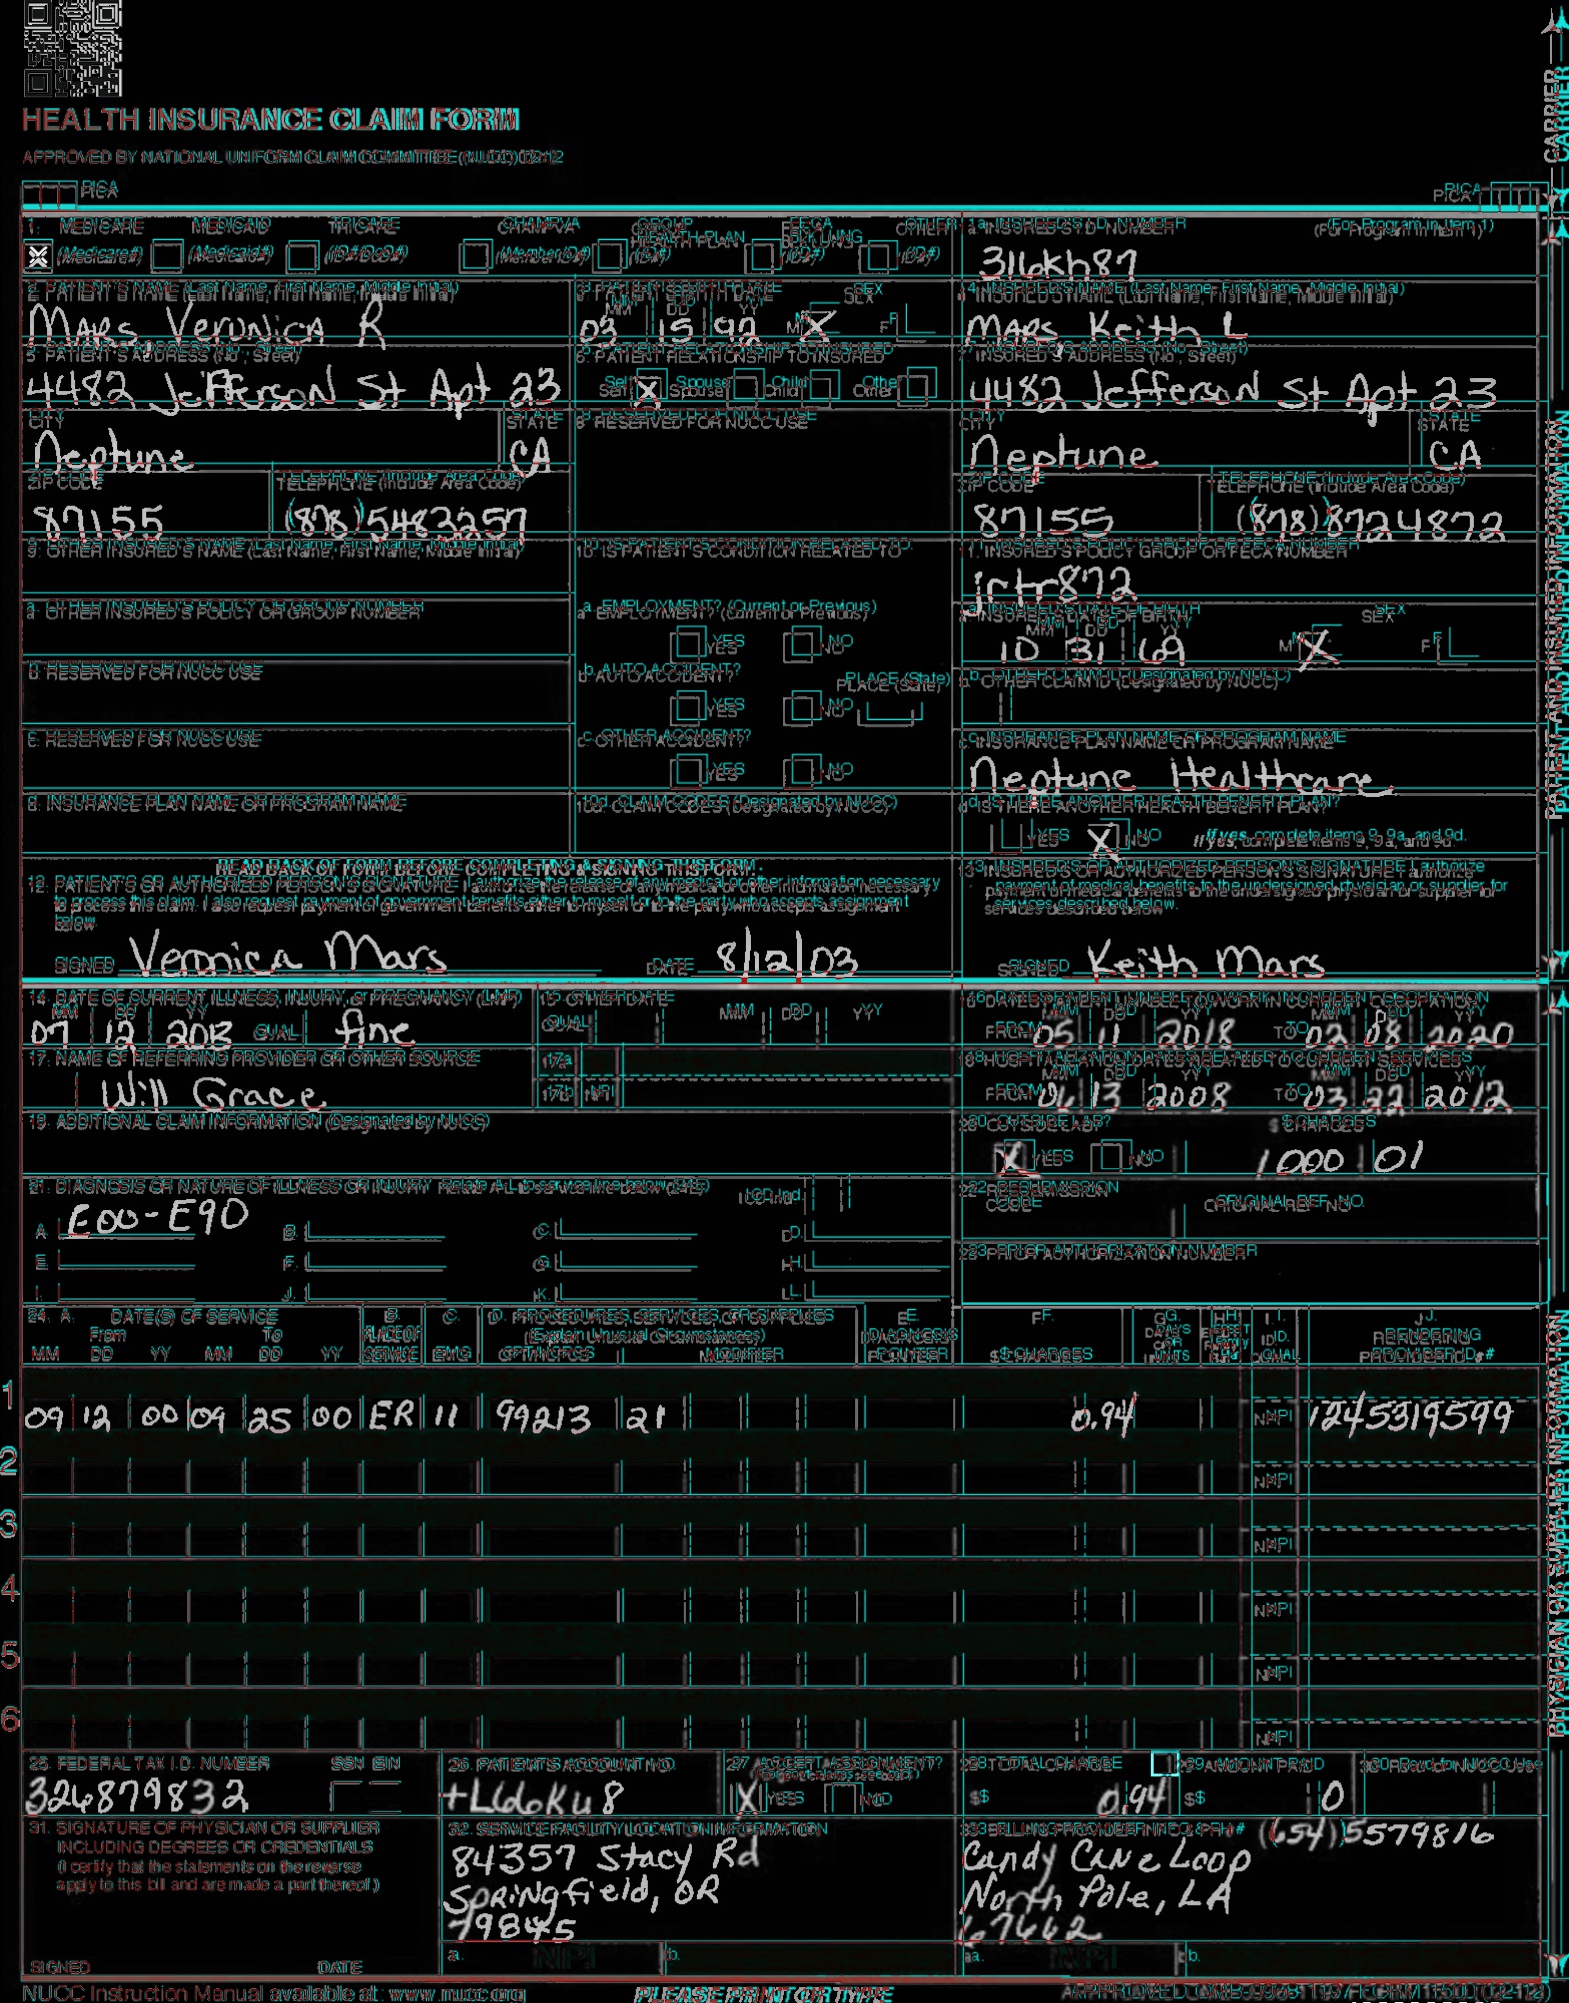 HEALTH INSURANCE CLAIM FORM
APPROVED BY NATIONAL UNIFORM CLAIM COMMITTEE (NUCC) 02/12
PICA PICA
CARRIER
1. MEDICARE MEDICAID TRICARE CHAMPVA GROUP HEALTH PLAN FECA BLK LUNG OTHER 1a. INSURED'S I.D. NUMBER (For Program in Item 1)
X (Medicare#) (Medicaid#) (ID#/DoD#) (Member ID#) (ID#) (ID#) (ID#) 316kh87
2. PATIENT'S NAME (Last Name, First Name, Middle Initial) 3. PATIENT'S BIRTH DATE SEX 4. INSURED'S NAME (Last Name, First Name, Middle Initial)
MM DD YY
MARS, Veronica R 03 15 92 M X F MARS Keith L
5. PATIENT'S ADDRESS (No., Street) 6. PATIENT RELATIONSHIP TO INSURED 7. INSURED'S ADDRESS (No., Street)
4482 Jefferson St Apt 23 Self X Spouse Child Other 4482 Jefferson St Apt 23
CITY STATE 8. RESERVED FOR NUCC USE CITY STATE
Neptune CA Neptune CA
ZIP CODE TELEPHONE (Include Area Code) ZIP CODE TELEPHONE (Include Area Code)
87155 (878) 5483257 87155 (878) 8724872
9. OTHER INSURED'S NAME (Last Name, First Name, Middle Initial) 10. IS PATIENT'S CONDITION RELATED TO: 11. INSURED'S POLICY GROUP OR FECA NUMBER
jrtr872
a. OTHER INSURED'S POLICY OR GROUP NUMBER a. EMPLOYMENT? (Current or Previous) a. INSURED'S DATE OF BIRTH SEX
MM DD YY
YES NO 10 31 69 M X F
b. RESERVED FOR NUCC USE b. AUTO ACCIDENT? PLACE (State) b. OTHER CLAIM ID (Designated by NUCC)
YES NO
c. RESERVED FOR NUCC USE c. OTHER ACCIDENT? c. INSURANCE PLAN NAME OR PROGRAM NAME
YES NO Neptune Healthcare
d. INSURANCE PLAN NAME OR PROGRAM NAME 10d. CLAIM CODES (Designated by NUCC) d. IS THERE ANOTHER HEALTH BENEFIT PLAN?
YES X NO If yes, complete items 9, 9a, and 9d.
READ BACK OF FORM BEFORE COMPLETING & SIGNING THIS FORM.
12. PATIENT'S OR AUTHORIZED PERSON'S SIGNATURE I authorize the release of any medical or other information necessary
to process this claim. I also request payment of government benefits either to myself or to the party who accepts assignment
below.
13. INSURED'S OR AUTHORIZED PERSON'S SIGNATURE I authorize
payment of medical benefits to the undersigned physician or supplier for
services described below.
SIGNED Veronica Mars DATE 8/12/03 SIGNED Keith Mars
PATIENT AND INSURED INFORMATION
14. DATE OF CURRENT ILLNESS, INJURY, or PREGNANCY (LMP) 15. OTHER DATE 16. DATES PATIENT UNABLE TO WORK IN CURRENT OCCUPATION
MM DD YY MM DD YY MM DD YY MM DD YY
07 12 2013 QUAL. fine QUAL. FROM 05 11 2018 TO 02 08 2020
17. NAME OF REFERRING PROVIDER OR OTHER SOURCE 17a. 18. HOSPITALIZATION DATES RELATED TO CURRENT SERVICES
MM DD YY MM DD YY
Will Grace 17b. NPI FROM 06 13 2008 TO 03 22 2012
19. ADDITIONAL CLAIM INFORMATION (Designated by NUCC) 20. OUTSIDE LAB? $ CHARGES
X YES NO 1000 01
21. DIAGNOSIS OR NATURE OF ILLNESS OR INJURY Relate A-L to service line below (24E) ICD Ind. 22. RESUBMISSION CODE ORIGINAL REF. NO.
A. E00-E90 B. C. D.
E. F. G. H. 23. PRIOR AUTHORIZATION NUMBER
I. J. K. L.
24. A. DATE(S) OF SERVICE B. C. D. PROCEDURES, SERVICES, OR SUPPLIES E. F. G. H. I. J.
From To PLACE OF (Explain Unusual Circumstances) DIAGNOSIS DAYS OR ID. RENDERING
MM DD YY MM DD YY SERVICE EMG CPT/HCPCS MODIFIER POINTER $ CHARGES UNITS QUAL. PROVIDER ID. #
1 09 12 00 09 25 00 ER 11 99213 21 0.94 NPI 1245319599
2 NPI
3 NPI
4 NPI
5 NPI
6 NPI
PHYSICIAN OR SUPPLIER INFORMATION
25. FEDERAL TAX I.D. NUMBER SSN EIN 26. PATIENT'S ACCOUNT NO. 27. ACCEPT ASSIGNMENT? 28. TOTAL CHARGE 29. AMOUNT PAID 30. Rsvd for NUCC Use
(For govt. claims, see back)
324879832 +L66Ku8 X YES NO $ 0.94 $ 0
31. SIGNATURE OF PHYSICIAN OR SUPPLIER
INCLUDING DEGREES OR CREDENTIALS
(I certify that the statements on the reverse
apply to this bill and are made a part thereof.)
SIGNED DATE
32. SERVICE FACILITY LOCATION INFORMATION
84357 Stacy Rd
Springfield, OR
79845
a. NPI b.
33. BILLING PROVIDER INFO & PH # (654) 5579816
Candy Cane Loop
North Pole, LA
67662
a. NPI b.
NUCC Instruction Manual available at: www.nucc.org PLEASE PRINT OR TYPE APPROVED OMB-0938-1197 FORM 1500 (02-12)